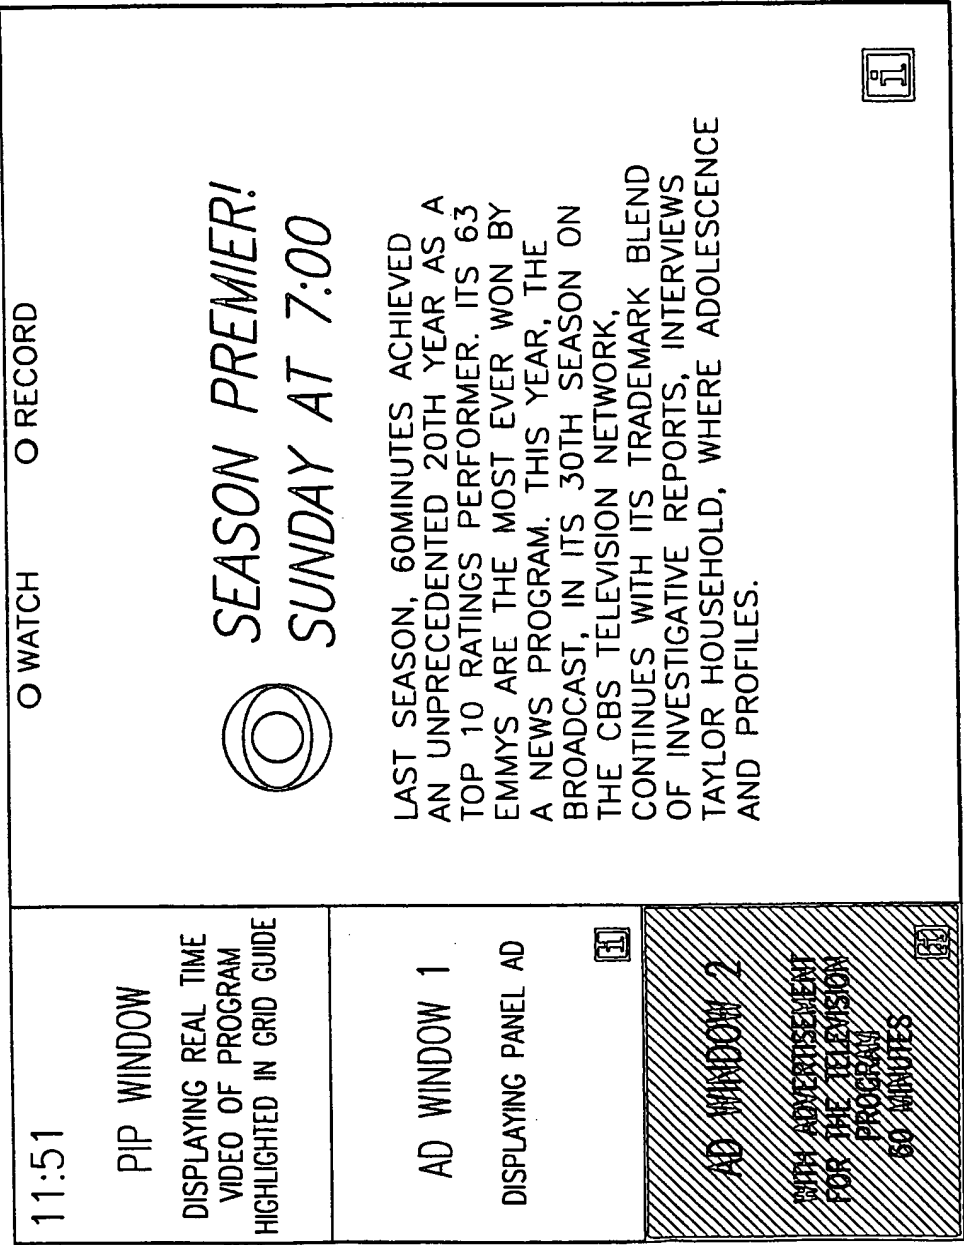 11:51
○ WATCH
○ RECORD
PIP WINDOW
DISPLAYING REAL TIME
VIDEO OF PROGRAM
HIGHLIGHTED IN GRID GUIDE
AD WINDOW 1
DISPLAYING PANEL AD
i
AD WINDOW 2
WITH ADVERTISEMENT
FOR THE TELEVISION
PROGRAM
60 MINUTES
i
SEASON PREMIER!
SUNDAY AT 7:00
LAST SEASON, 60MINUTES ACHIEVED
AN UNPRECEDENTED 20TH YEAR AS A
TOP 10 RATINGS PERFORMER. ITS 63
EMMYS ARE THE MOST EVER WON BY
A NEWS PROGRAM. THIS YEAR, THE
BROADCAST, IN ITS 30TH SEASON ON
THE CBS TELEVISION NETWORK,
CONTINUES WITH ITS TRADEMARK BLEND
OF INVESTIGATIVE REPORTS, INTERVIEWS
TAYLOR HOUSEHOLD, WHERE ADOLESCENCE
AND PROFILES.
i